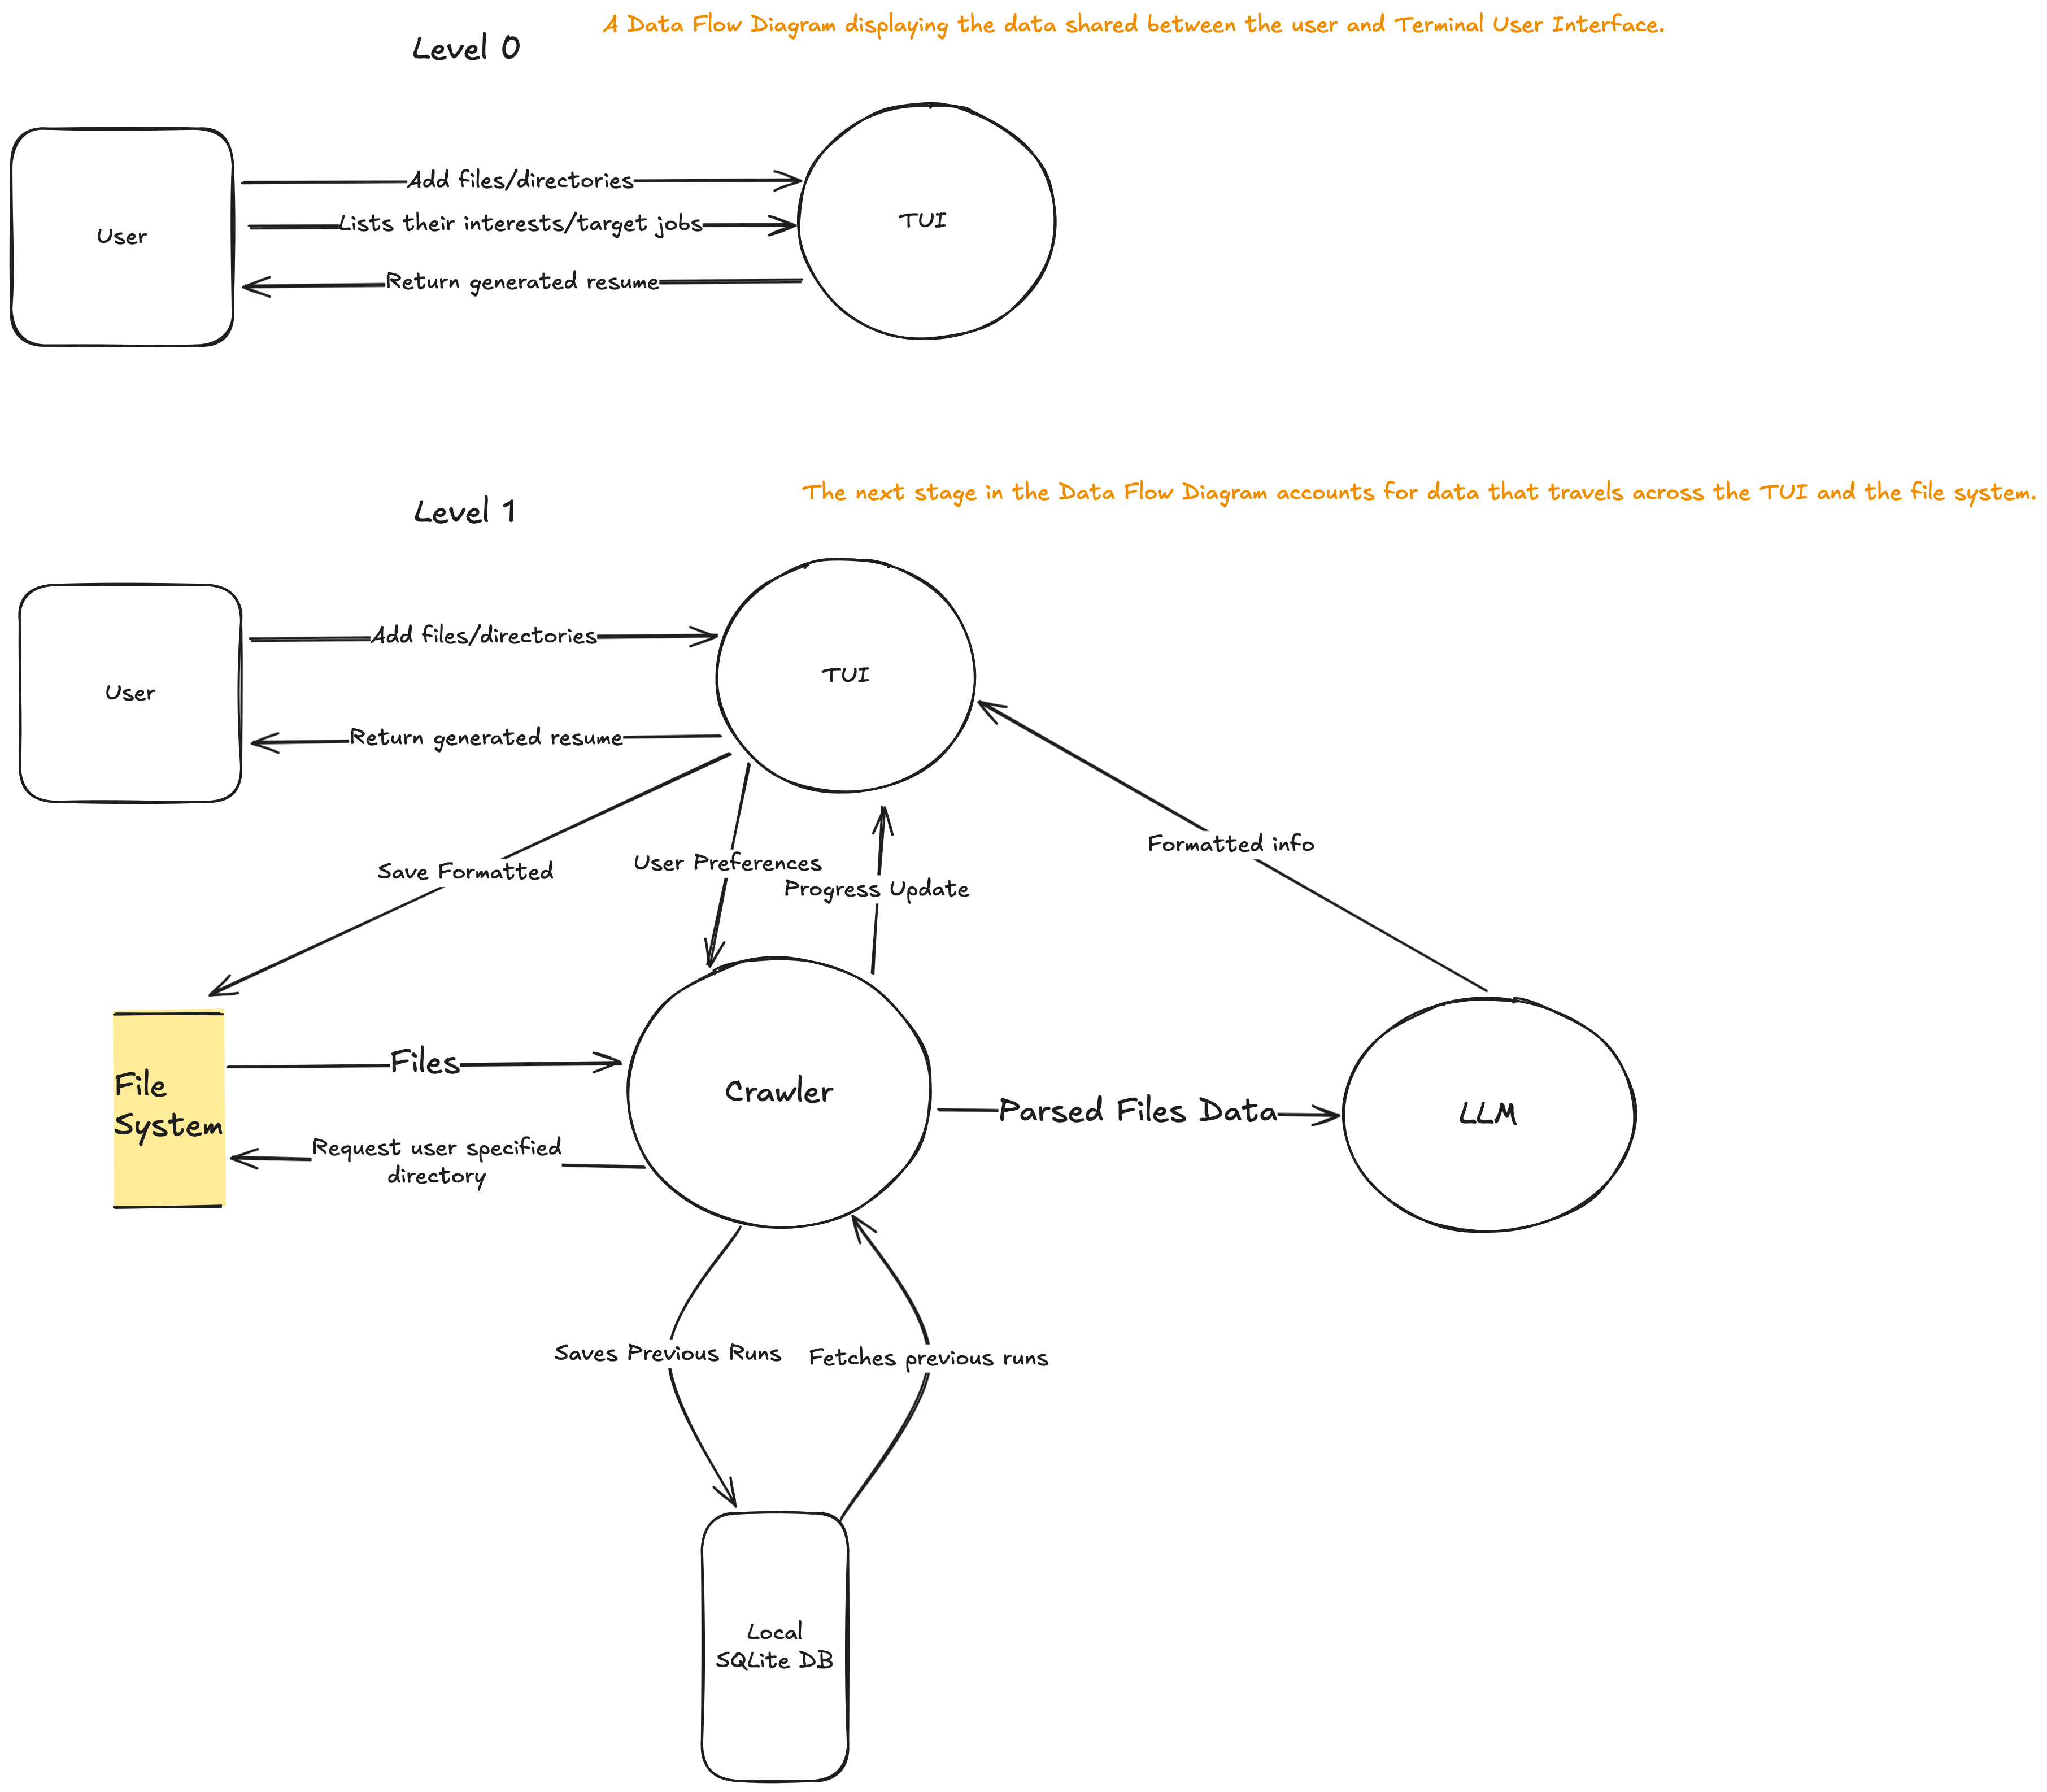 A Data Flow Diagram displaying the data shared between the user and Terminal User Interface.
Level 0
Add files/directories
Lists their interests/target jobs
User
TUI
Return generated resume
The next stage in the Data Flow Diagram accounts for data that travels across the TUI and the file system.
Level 1
Add files/directories
TUI
User
Return generated resume
Formatted info
User Preferences
Save Formatted
Progress Update
Files
File
System
Crawler
Parsed Files Data
LLM
Request user specified
directory
Saves Previous Runs
Fetches previous runs
Local
SQLite DB